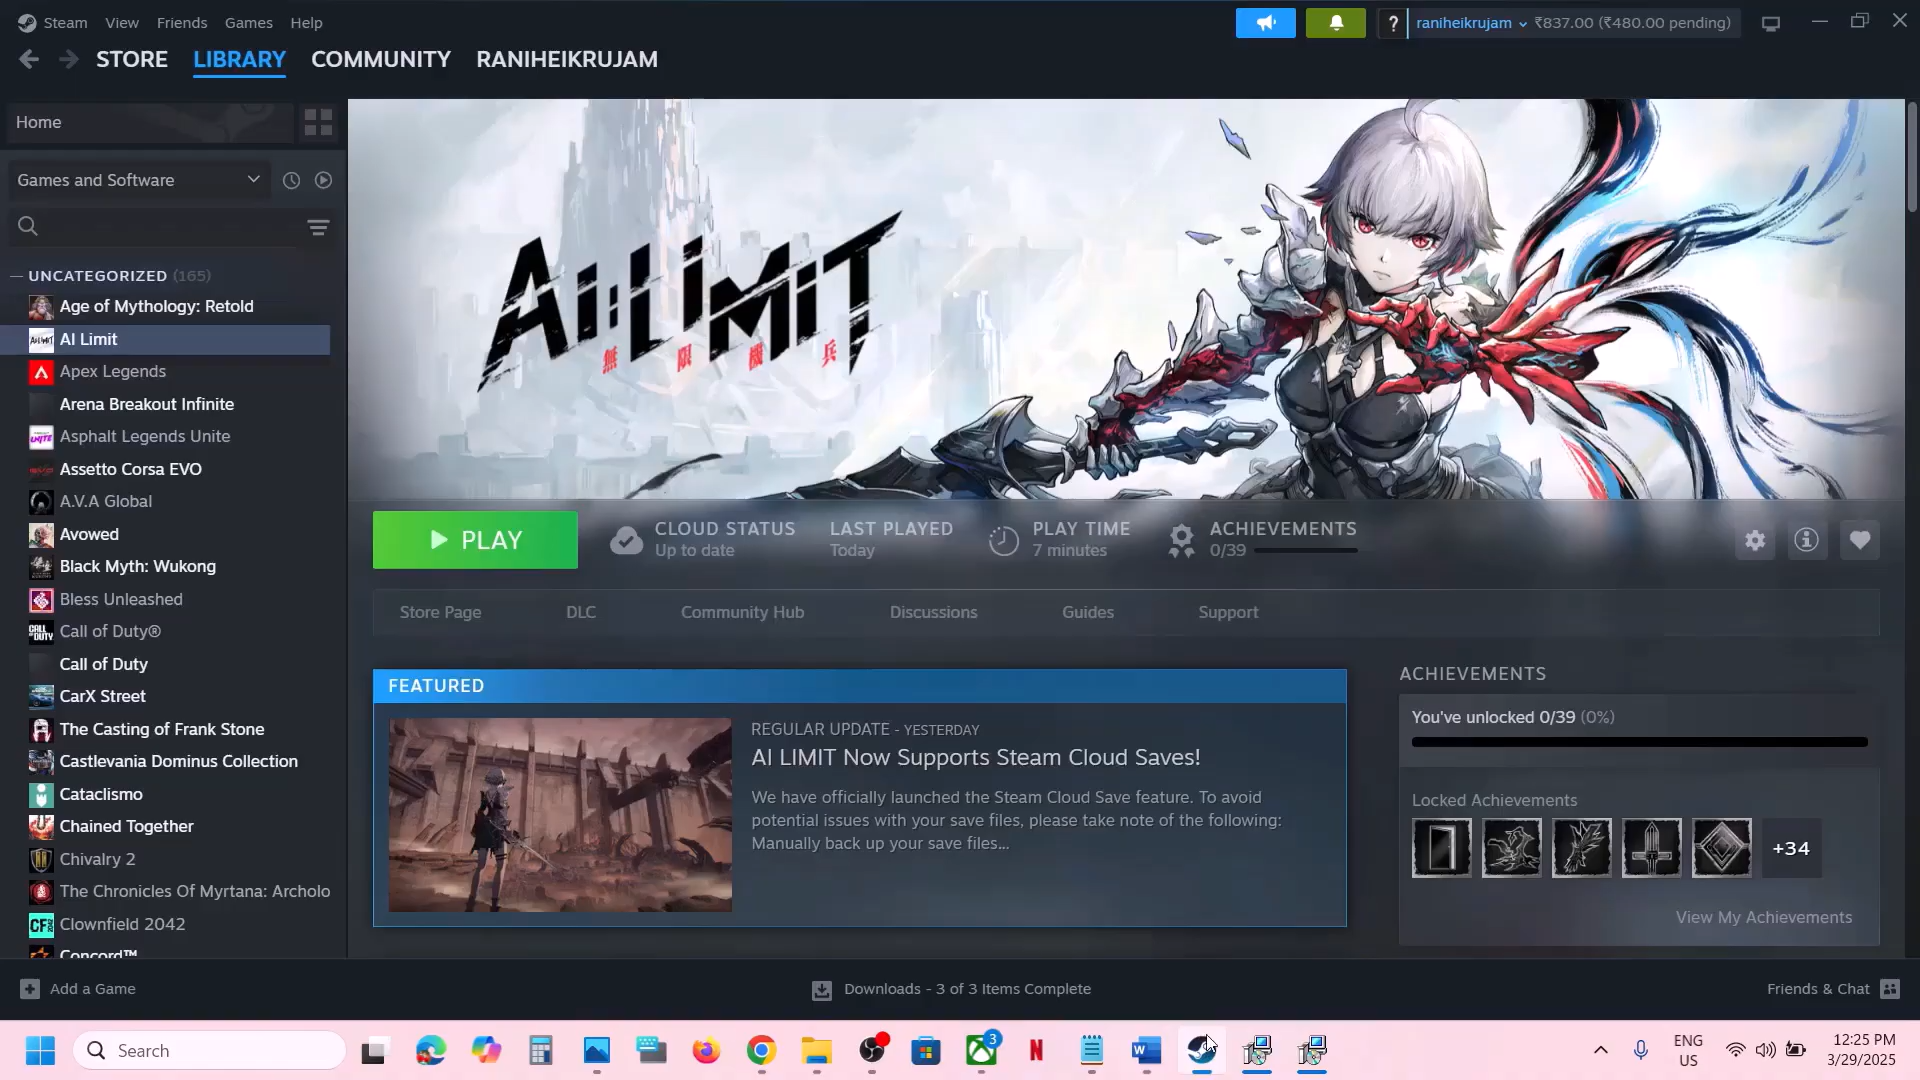 Steam View Friends Games Help
raniheikrujam ₹837.00 (₹480.00 pending)
STORE LIBRARY COMMUNITY RANIHEIKRUJAM
Home
Games and Software
UNCATEGORIZED (165)
Age of Mythology: Retold
AI Limit
Apex Legends
Arena Breakout Infinite
Asphalt Legends Unite
Assetto Corsa EVO
A.V.A Global
Avowed
Black Myth: Wukong
Bless Unleashed
Call of Duty®
Call of Duty
CarX Street
The Casting of Frank Stone
Castlevania Dominus Collection
Cataclismo
Chained Together
Chivalry 2
The Chronicles Of Myrtana: Archolo
Clownfield 2042
Concord™
AI:LIMIT
無限機兵
PLAY
CLOUD STATUS
Up to date
LAST PLAYED
Today
PLAY TIME
7 minutes
ACHIEVEMENTS
0/39
Store Page DLC Community Hub Discussions Guides Support
FEATURED
REGULAR UPDATE - YESTERDAY
AI LIMIT Now Supports Steam Cloud Saves!
We have officially launched the Steam Cloud Save feature. To avoid
potential issues with your save files, please take note of the following:
Manually back up your save files...
ACHIEVEMENTS
You've unlocked 0/39 (0%)
Locked Achievements
+34
View My Achievements
Add a Game
Downloads - 3 of 3 Items Complete
Friends & Chat
Search
3
ENG
US
12:25 PM
3/29/2025